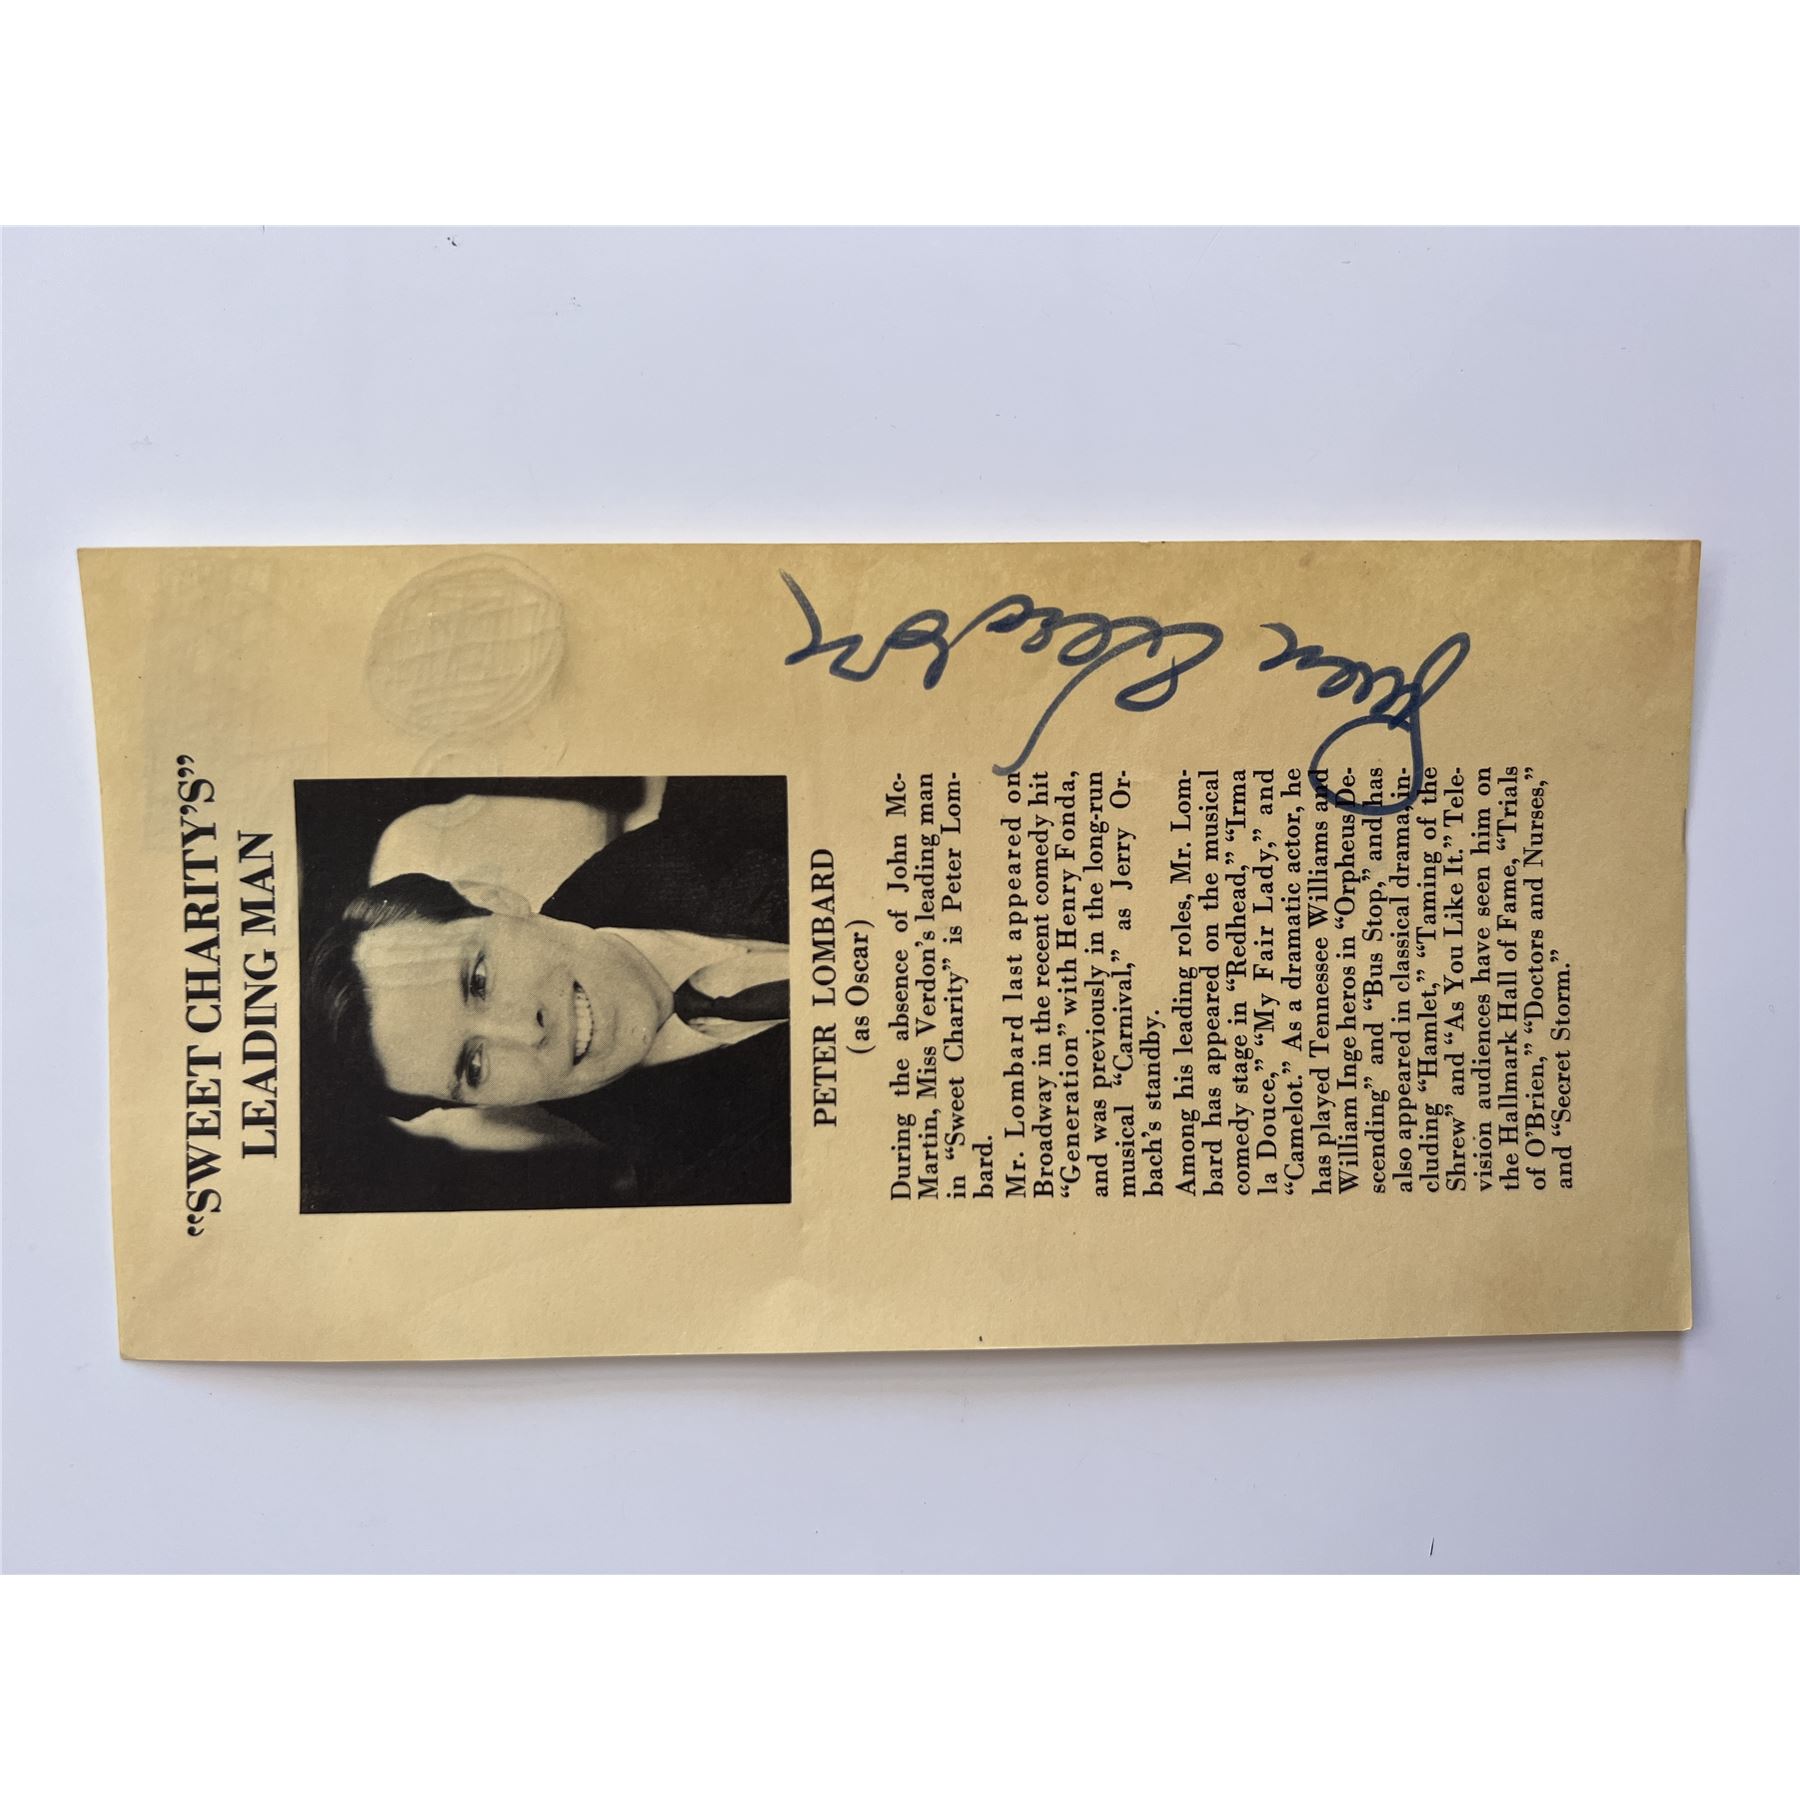 “SWEET CHARITY’S”
LEADING MAN
PETER LOMBARD
(as Oscar)
During the absence of John Mc-
Martin, Miss Verdon’s leading man
in “Sweet Charity” is Peter Lom-
bard.
Mr. Lombard last appeared on
Broadway in the recent comedy hit
“Generation” with Henry Fonda,
and was previously in the long-run
musical “Carnival,” as Jerry Or-
bach’s standby.
Among his leading roles, Mr. Lom-
bard has appeared on the musical
comedy stage in “Redhead,” “Irma
la Douce,” “My Fair Lady,” and
“Camelot.” As a dramatic actor, he
has played Tennessee Williams and
William Inge heros in “Orpheus De-
scending” and “Bus Stop,” and has
also appeared in classical drama, in-
cluding “Hamlet,” “Taming of the
Shrew” and “As You Like It.” Tele-
vision audiences have seen him on
the Hallmark Hall of Fame, “Trials
of O’Brien,” “Doctors and Nurses,”
and “Secret Storm.”